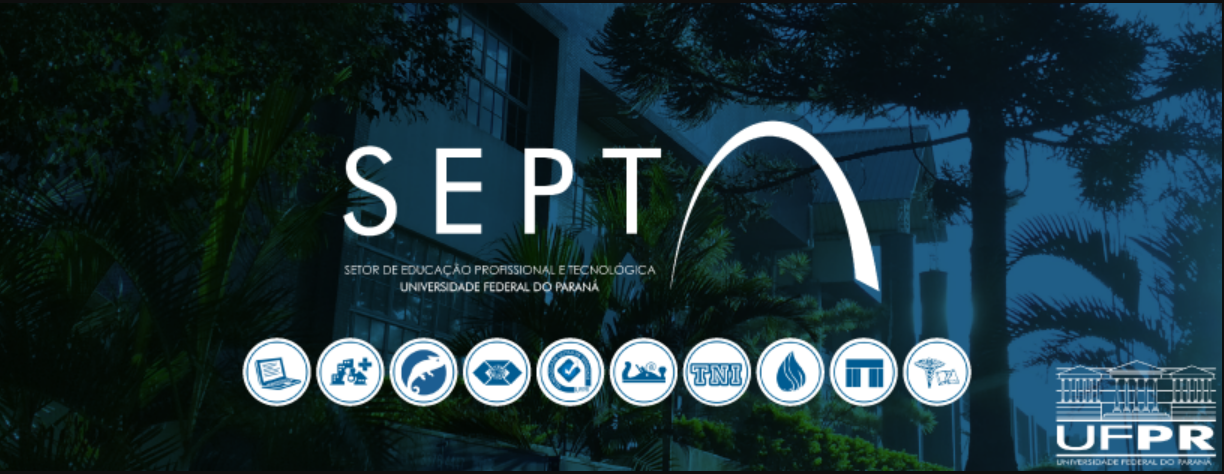 SEPT
SETOR DE EDUCAÇÃO PROFISSIONAL E TECNOLÓGICA
UNIVERSIDADE FEDERAL DO PARANÁ
TNI
UFPR
UNIVERSIDADE FEDERAL DO PARANÁ